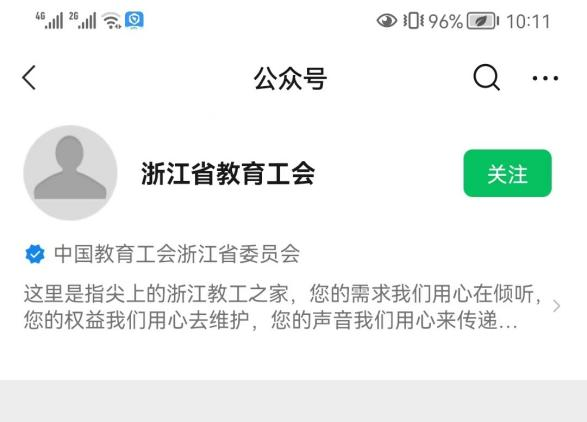 4G 2G 96% 10:11
公众号
浙江省教育工会
关注
中国教育工会浙江省委员会
这里是指尖上的浙江教工之家，您的需求我们用心在倾听，
您的权益我们用心去维护，您的声音我们用心来传递...